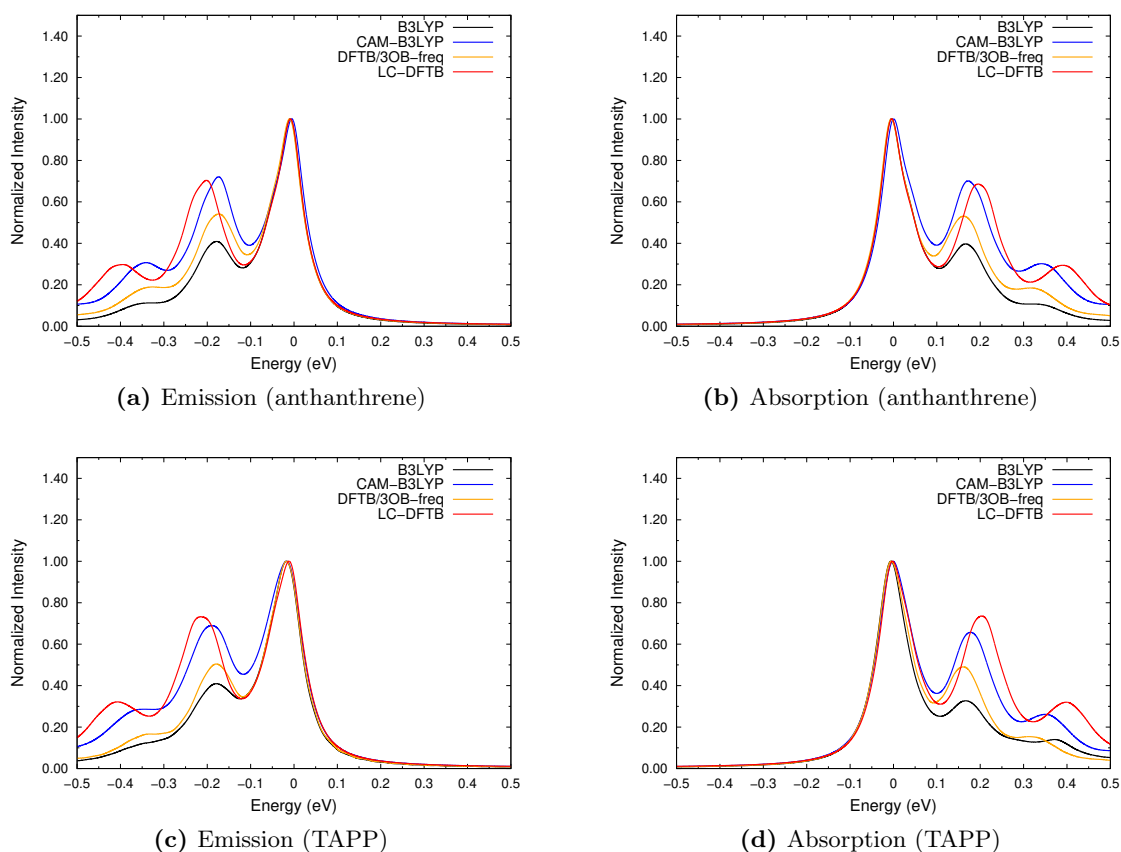 1.40
1.20
1.00
0.80
0.60
0.40
0.20
0.00
Normalized Intensity
B3LYP
CAM−B3LYP
DFTB/3OB−freq
LC−DFTB
−0.5 −0.4 −0.3 −0.2 −0.1 0 0.1 0.2 0.3 0.4 0.5
Energy (eV)
(a) Emission (anthanthrene)
1.40
1.20
1.00
0.80
0.60
0.40
0.20
0.00
Normalized Intensity
B3LYP
CAM−B3LYP
DFTB/3OB−freq
LC−DFTB
−0.5 −0.4 −0.3 −0.2 −0.1 0 0.1 0.2 0.3 0.4 0.5
Energy (eV)
(b) Absorption (anthanthrene)
1.40
1.20
1.00
0.80
0.60
0.40
0.20
0.00
Normalized Intensity
B3LYP
CAM−B3LYP
DFTB/3OB−freq
LC−DFTB
−0.5 −0.4 −0.3 −0.2 −0.1 0 0.1 0.2 0.3 0.4 0.5
Energy (eV)
(c) Emission (TAPP)
1.40
1.20
1.00
0.80
0.60
0.40
0.20
0.00
Normalized Intensity
B3LYP
CAM−B3LYP
DFTB/3OB−freq
LC−DFTB
−0.5 −0.4 −0.3 −0.2 −0.1 0 0.1 0.2 0.3 0.4 0.5
Energy (eV)
(d) Absorption (TAPP)